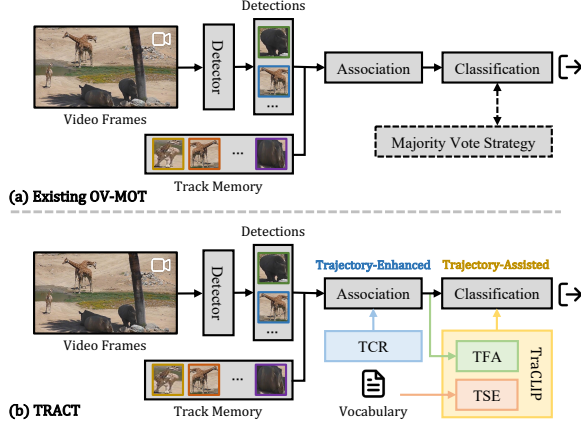 Detections
Detector
...
Association
Classification
Video Frames
...
Track Memory
Majority Vote Strategy
(a) Existing OV-MOT
Detections
Trajectory-Enhanced
Trajectory-Assisted
Detector
...
Association
Classification
Video Frames
TCR
TFA
TraCLIP
...
TSE
Track Memory
Vocabulary
(b) TRACT